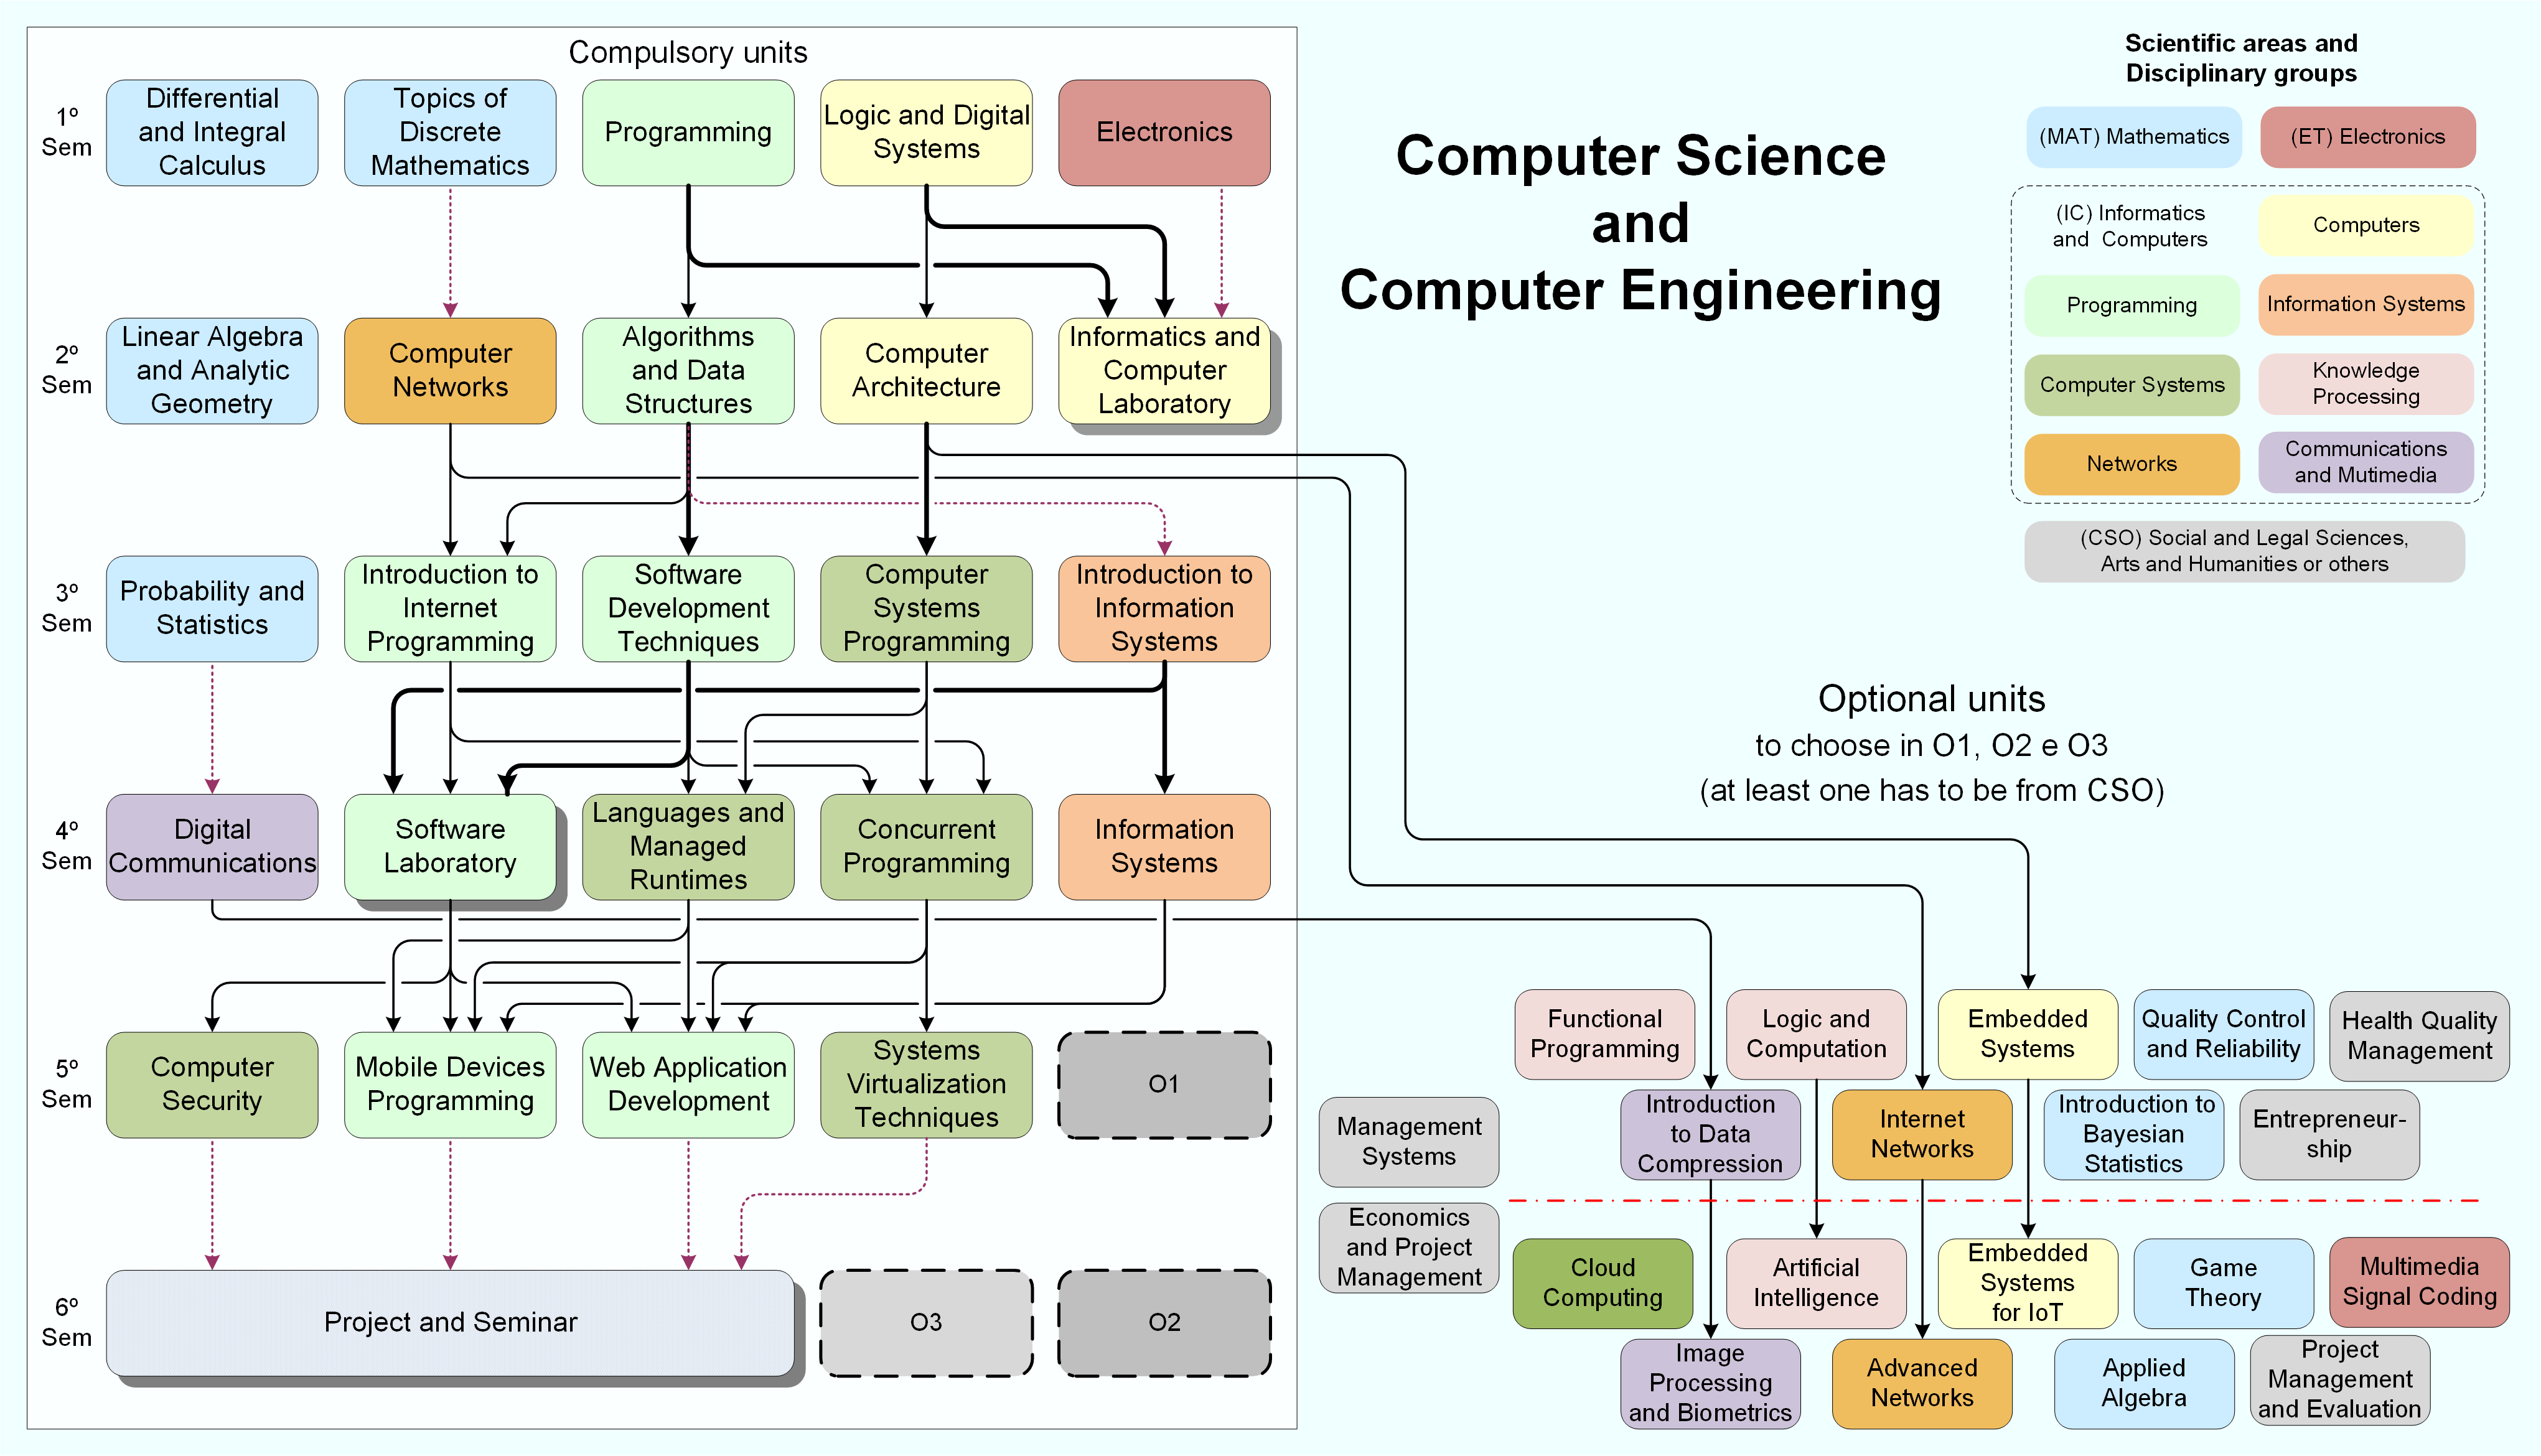 Compulsory units
1º
Sem
Differential
and Integral
Calculus
Topics of
Discrete
Mathematics
Programming
Logic and Digital
Systems
Electronics
2º
Sem
Linear Algebra
and Analytic
Geometry
Computer
Networks
Algorithms
and Data
Structures
Computer
Architecture
Informatics and
Computer
Laboratory
3º
Sem
Probability and
Statistics
Introduction to
Internet
Programming
Software
Development
Techniques
Computer
Systems
Programming
Introduction to
Information
Systems
4º
Sem
Digital
Communications
Software
Laboratory
Languages and
Managed
Runtimes
Concurrent
Programming
Information
Systems
5º
Sem
Computer
Security
Mobile Devices
Programming
Web Application
Development
Systems
Virtualization
Techniques
O1
6º
Sem
Project and Seminar
O3
O2
Computer Science
and
Computer Engineering
Scientific areas and
Disciplinary groups
(MAT) Mathematics
(ET) Electronics
(IC) Informatics
and Computers
Computers
Programming
Information Systems
Computer Systems
Knowledge
Processing
Networks
Communications
and Mutimedia
(CSO) Social and Legal Sciences,
Arts and Humanities or others
Optional units
to choose in O1, O2 e O3
(at least one has to be from CSO)
Functional
Programming
Logic and
Computation
Embedded
Systems
Quality Control
and Reliability
Health Quality
Management
Management
Systems
Introduction
to Data
Compression
Internet
Networks
Introduction to
Bayesian
Statistics
Entrepreneur-
ship
Economics
and Project
Management
Cloud
Computing
Artificial
Intelligence
Embedded
Systems
for IoT
Game
Theory
Multimedia
Signal Coding
Image
Processing
and Biometrics
Advanced
Networks
Applied
Algebra
Project
Management
and Evaluation